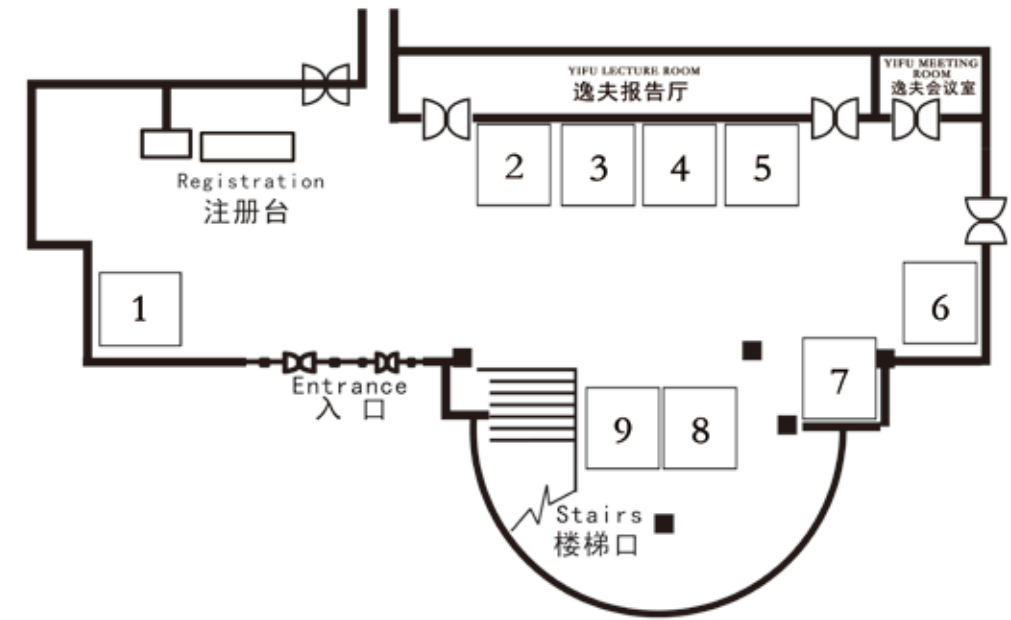 YIFU LECTURE ROOM
逸夫报告厅
YIFU MEETING
ROOM
逸夫会议室
2
3
4
5
Registration
注册台
1
6
Entrance
入口
7
9
8
Stairs
楼梯口